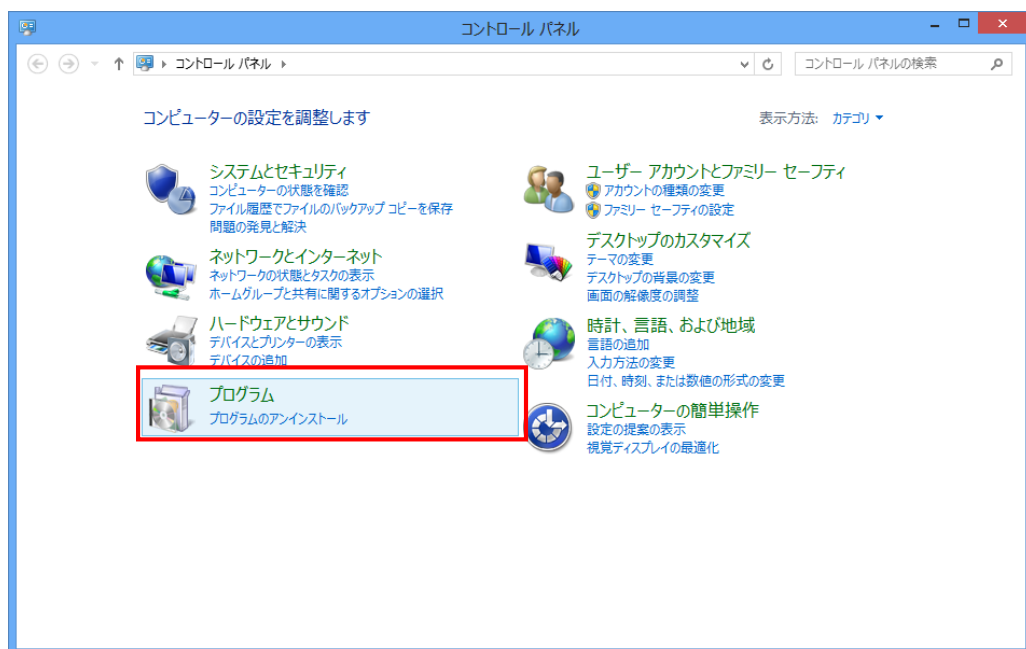 コントロール パネル
コントロール パネル
コントロール パネルの検索
コンピューターの設定を調整します
表示方法: カテゴリ
システムとセキュリティ
コンピューターの状態を確認
ファイル履歴でファイルのバックアップ コピーを保存
問題の発見と解決
ネットワークとインターネット
ネットワークの状態とタスクの表示
ホームグループと共有に関するオプションの選択
ハードウェアとサウンド
デバイスとプリンターの表示
デバイスの追加
プログラム
プログラムのアンインストール
ユーザー アカウントとファミリー セーフティ
アカウントの種類の変更
ファミリー セーフティの設定
デスクトップのカスタマイズ
テーマの変更
デスクトップの背景の変更
画面の解像度の調整
時計、言語、および地域
言語の追加
入力方法の変更
日付、時刻、または数値の形式の変更
コンピューターの簡単操作
設定の提案の表示
視覚ディスプレイの最適化